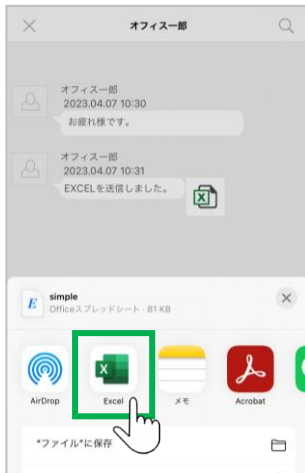 オフィス一郎
オフィス一郎
2023.04.07 10:30
お疲れ様です。
オフィス一郎
2023.04.07 10:31
EXCELを送信しました。
simple
Officeスプレッドシート · 81 KB
AirDrop
Excel
メモ
Acrobat
"ファイル"に保存